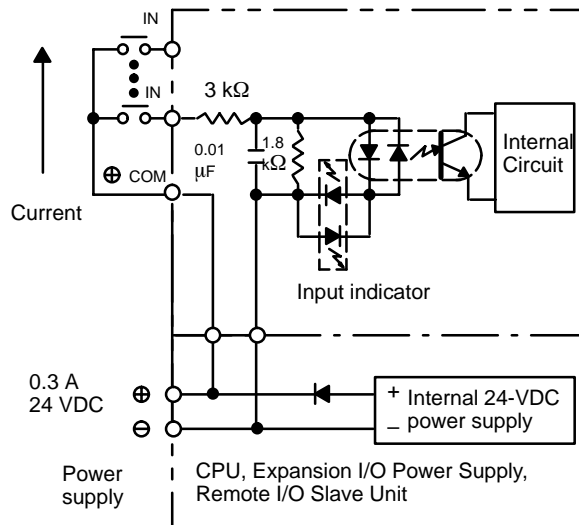 IN
IN
3 kΩ
0.01
μF
1.8
kΩ
Internal
Circuit
⊕ COM
Current
Input indicator
0.3 A
24 VDC
⊕
⊖
+
–
Internal 24-VDC
power supply
Power
supply
CPU, Expansion I/O Power Supply,
Remote I/O Slave Unit